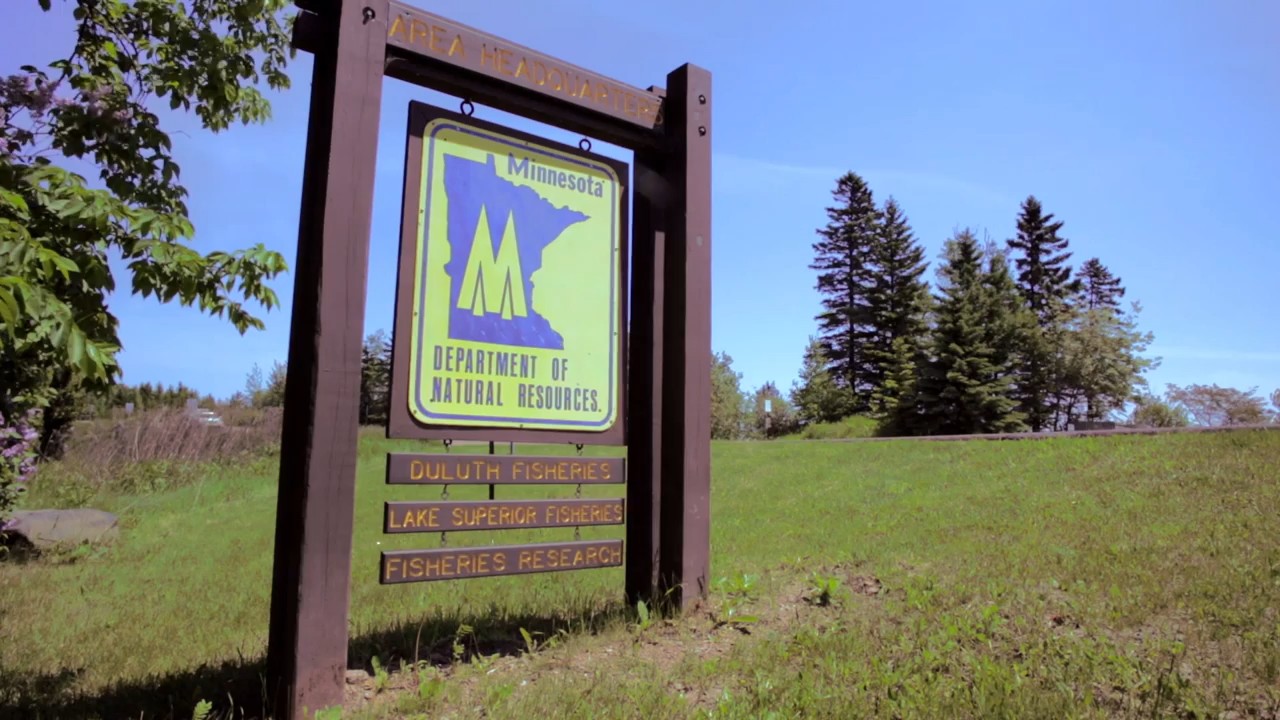 AREA HEADQUARTERS
Minnesota
M
DEPARTMENT OF
NATURAL RESOURCES.
DULUTH FISHERIES
LAKE SUPERIOR FISHERIES
FISHERIES RESEARCH